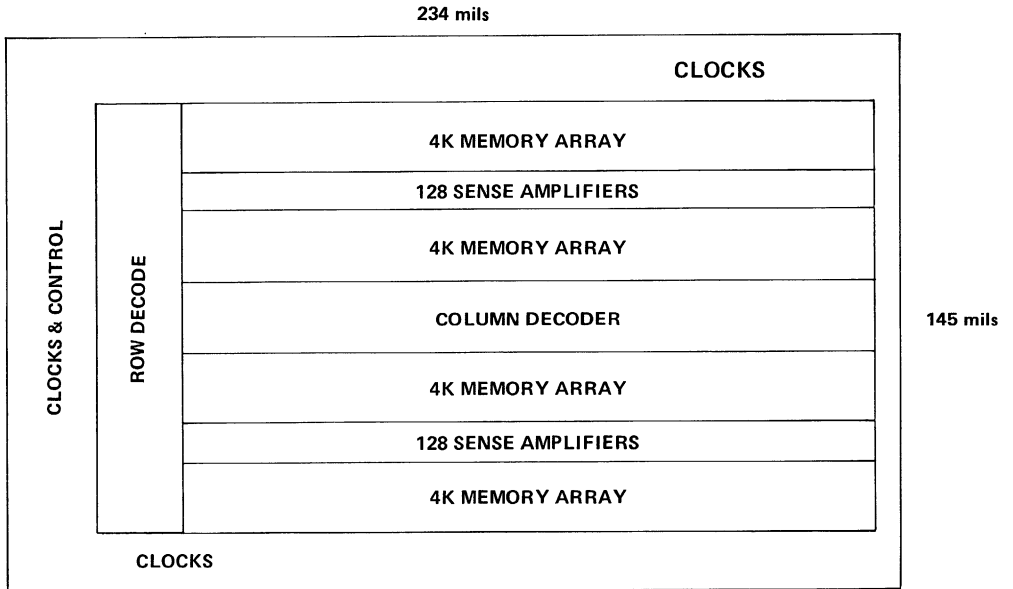 234 mils
CLOCKS
4K MEMORY ARRAY
128 SENSE AMPLIFIERS
4K MEMORY ARRAY
CLOCKS & CONTROL
ROW DECODE
COLUMN DECODER
145 mils
4K MEMORY ARRAY
128 SENSE AMPLIFIERS
4K MEMORY ARRAY
CLOCKS